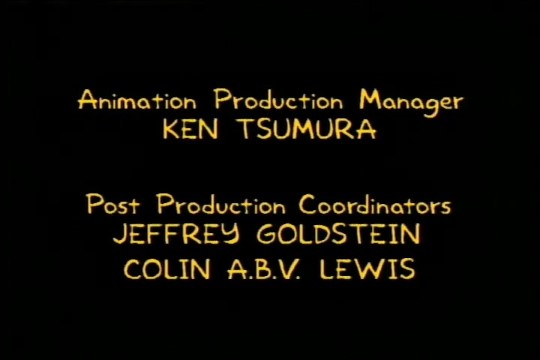 Animation Production Manager
KEN TSUMURA
Post Production Coordinators
JEFFREY GOLDSTEIN
COLIN A.B.V. LEWIS